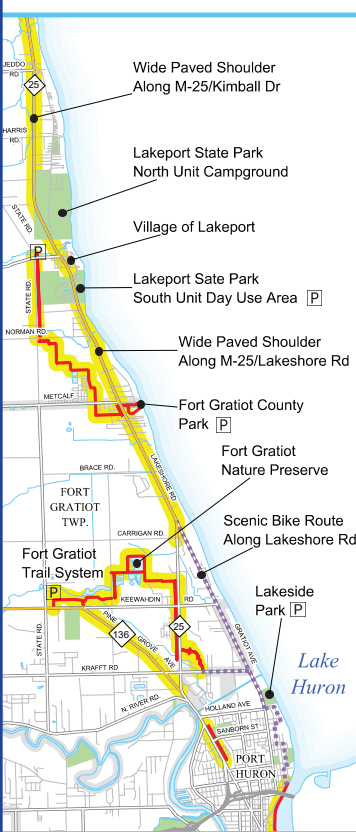 JEDDO
RD
25
Wide Paved Shoulder
Along M-25/Kimball Dr
HARRIS
RD.
Lakeport State Park
North Unit Campground
STATE RD.
Village of Lakeport
P
Lakeport Sate Park
South Unit Day Use Area P
STATE RD.
NORMAN RD.
Wide Paved Shoulder
Along M-25/Lakeshore Rd
METCALF
Fort Gratiot County
Park P
LAKESHORE RD
Fort Gratiot
Nature Preserve
BRACE RD.
FORT
GRATIOT
TWP.
Scenic Bike Route
Along Lakeshore Rd
CARRIGAN RD.
Fort Gratiot
Trail System
P
KEEWAHDIN RD
Lakeside
Park P
STATE RD.
PINE GROVE AVE
136
25
GRATIOT AVE
Lake
Huron
KRAFFT RD
N. RIVER RD.
HOLLAND AVE
SANBORN ST
PORT
HURON